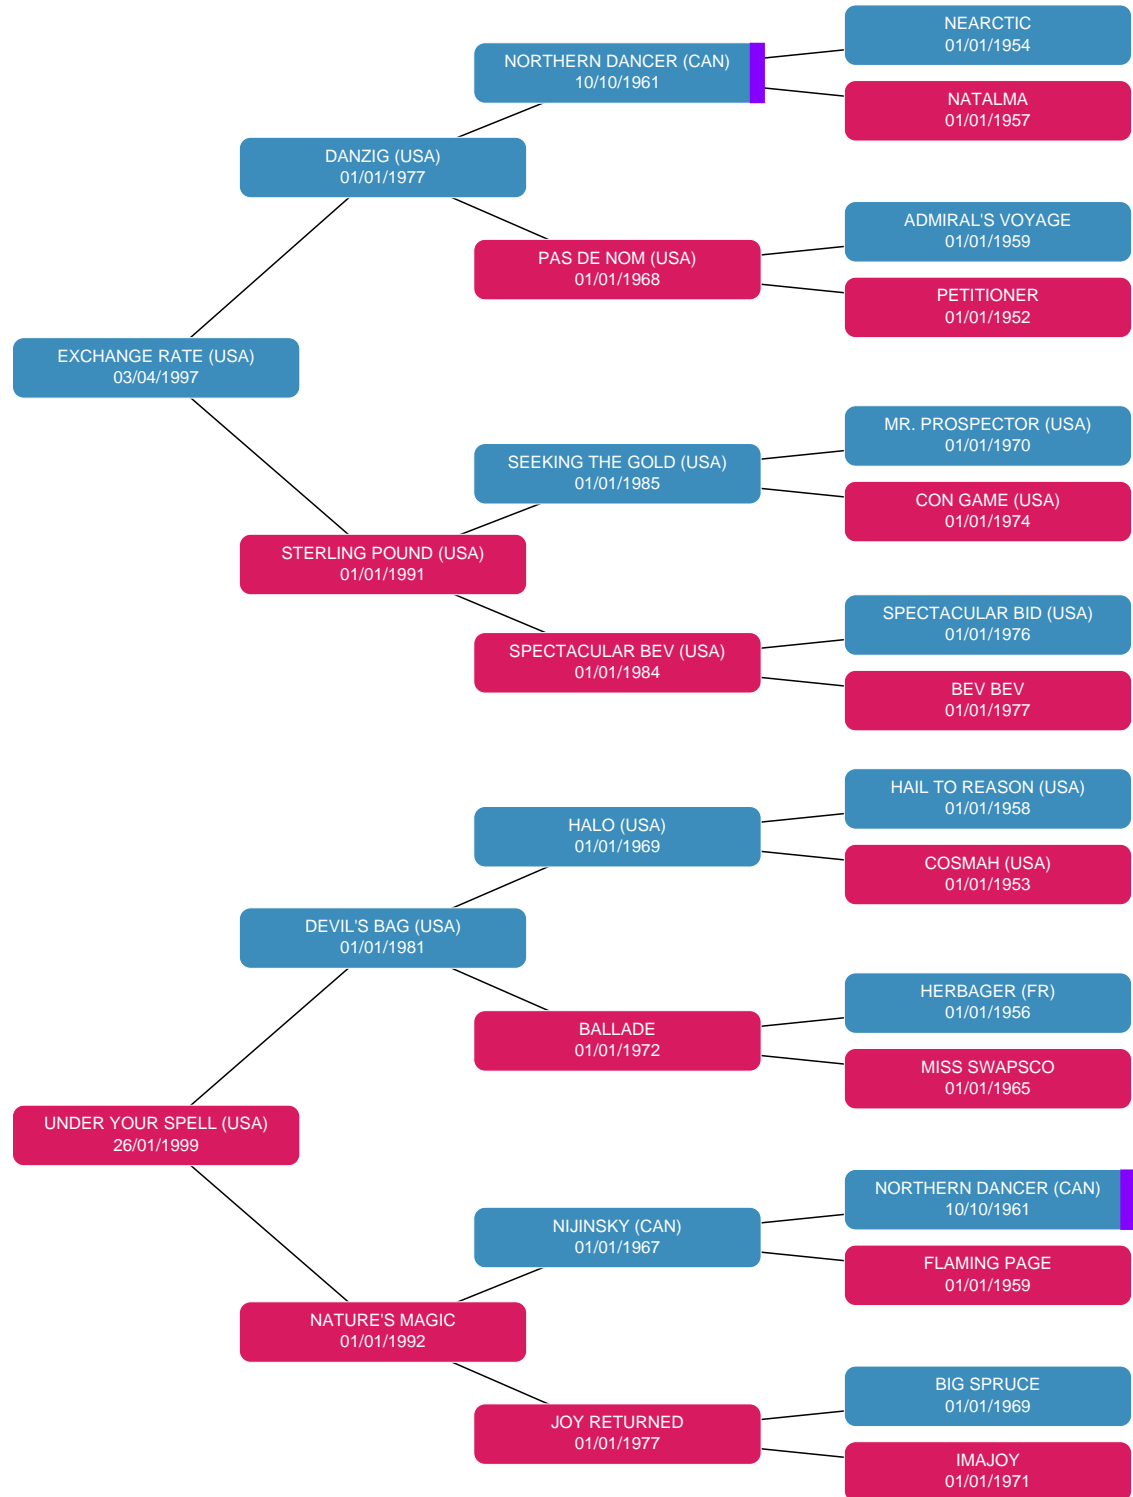 NEARCTIC
01/01/1954
NORTHERN DANCER (CAN)
10/10/1961
NATALMA
01/01/1957
DANZIG (USA)
01/01/1977
ADMIRAL'S VOYAGE
01/01/1959
PAS DE NOM (USA)
01/01/1968
PETITIONER
01/01/1952
EXCHANGE RATE (USA)
03/04/1997
MR. PROSPECTOR (USA)
01/01/1970
SEEKING THE GOLD (USA)
01/01/1985
CON GAME (USA)
01/01/1974
STERLING POUND (USA)
01/01/1991
SPECTACULAR BID (USA)
01/01/1976
SPECTACULAR BEV (USA)
01/01/1984
BEV BEV
01/01/1977
HAIL TO REASON (USA)
01/01/1958
HALO (USA)
01/01/1969
COSMAH (USA)
01/01/1953
DEVIL'S BAG (USA)
01/01/1981
HERBAGER (FR)
01/01/1956
BALLADE
01/01/1972
MISS SWAPSCO
01/01/1965
UNDER YOUR SPELL (USA)
26/01/1999
NORTHERN DANCER (CAN)
10/10/1961
NIJINSKY (CAN)
01/01/1967
FLAMING PAGE
01/01/1959
NATURE'S MAGIC
01/01/1992
BIG SPRUCE
01/01/1969
JOY RETURNED
01/01/1977
IMAJOY
01/01/1971